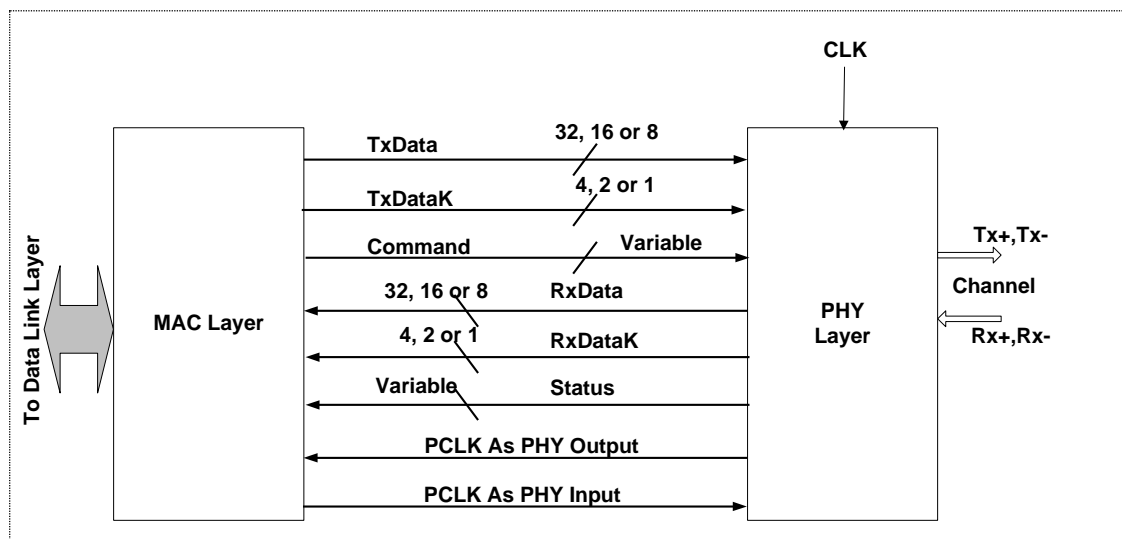 CLK
32, 16 or 8
TxData
4, 2 or 1
TxDataK
Command
Variable
Tx+,Tx-
32, 16 or 8
RxData
Channel
To Data Link Layer
MAC Layer
PHY
Layer
4, 2 or 1
RxDataK
Rx+,Rx-
Variable
Status
PCLK As PHY Output
PCLK As PHY Input